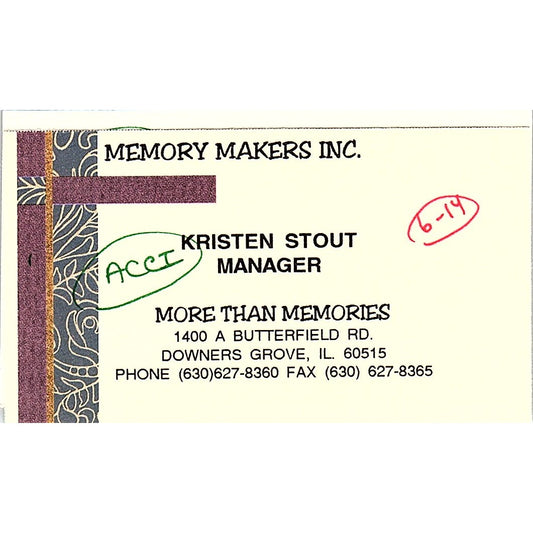 MEMORY MAKERS INC.
6-14
KRISTEN STOUT
ACCI
MANAGER
MORE THAN MEMORIES
1400 A BUTTERFIELD RD.
DOWNERS GROVE, IL. 60515
PHONE (630)627-8360 FAX (630) 627-8365